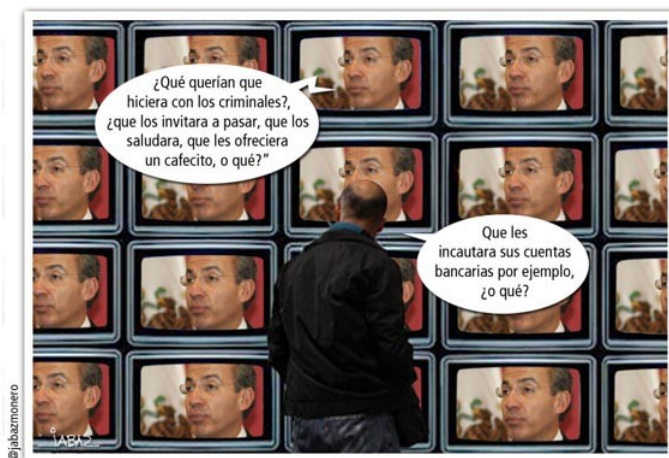 ¿Qué querían que
hiciera con los criminales?,
¿que los invitara a pasar, que los
saludara, que les ofreciera
un cafecito, o qué?”
Que les
incautara sus cuentas
bancarias por ejemplo,
¿o qué?
@jabazmonero
JABAZ